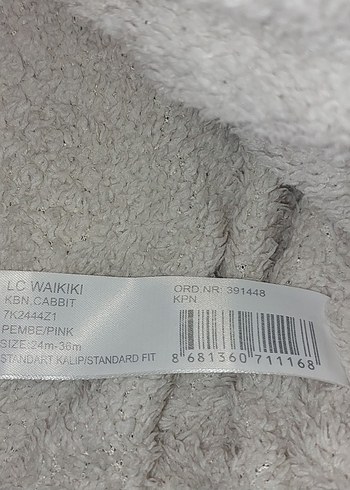 LC WAIKIKI
KBN.CABBIT
7K2444Z1
PEMBE/PINK
SIZE:24m-36m
STANDART KALIP/STANDARD FIT
ORD NR: 391448
KPN
8 681360 711168